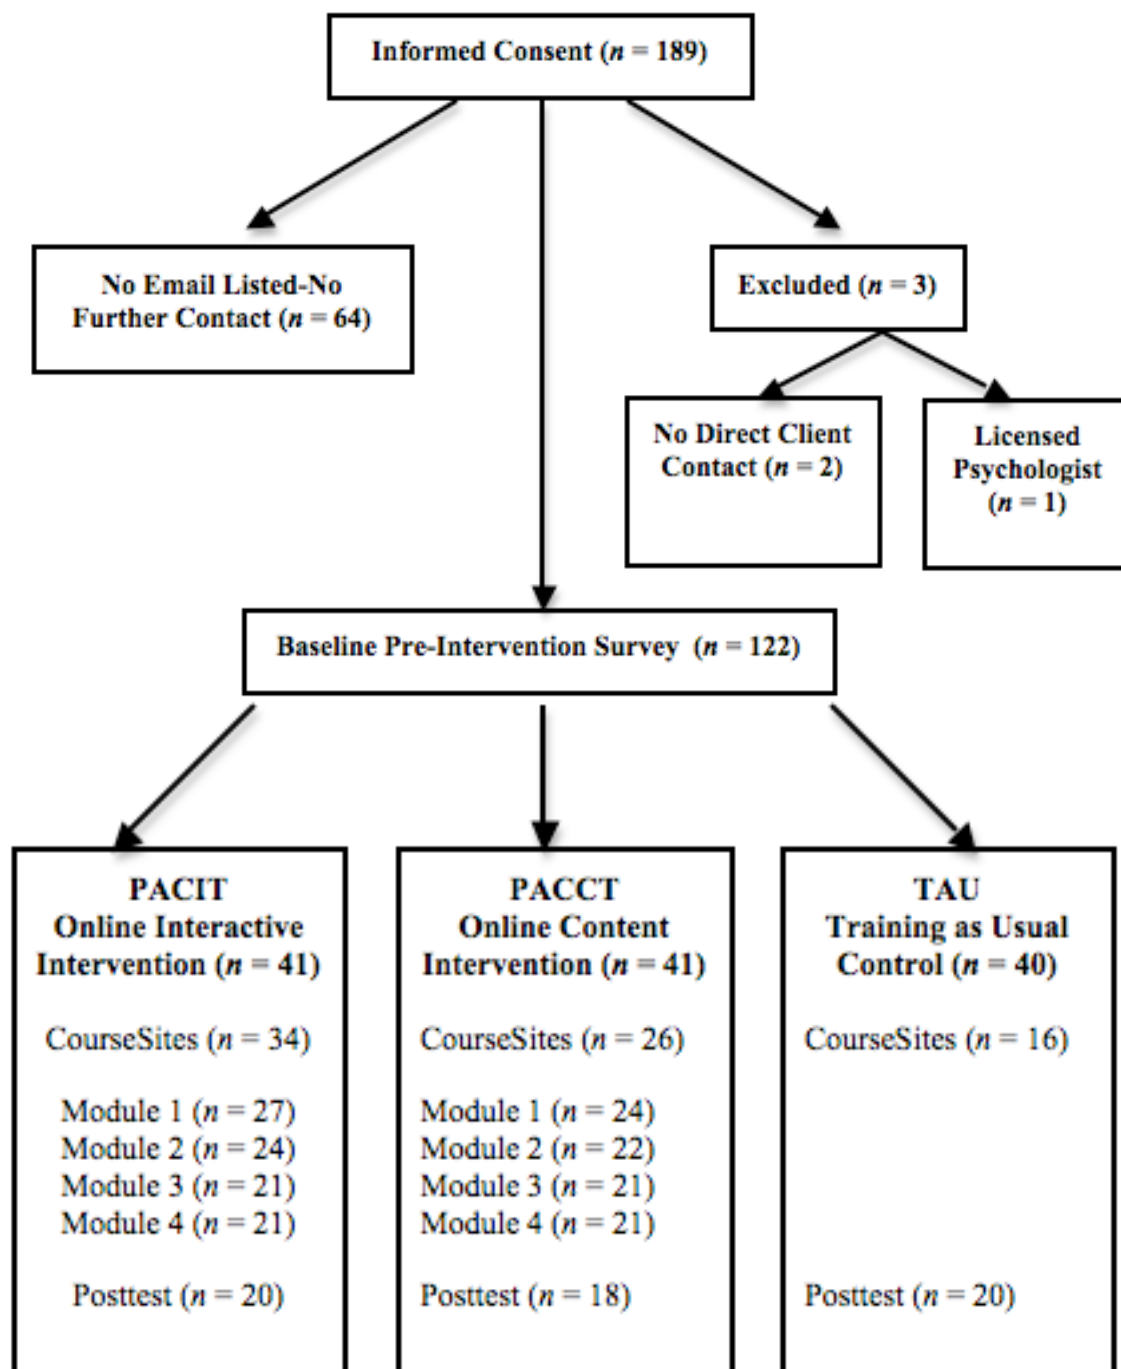 Informed Consent (n = 189)
No Email Listed-No
Further Contact (n = 64)
Excluded (n = 3)
No Direct Client
Contact (n = 2)
Licensed
Psychologist
(n = 1)
Baseline Pre-Intervention Survey (n = 122)
PACIT
Online Interactive
Intervention (n = 41)
CourseSites (n = 34)
Module 1 (n = 27)
Module 2 (n = 24)
Module 3 (n = 21)
Module 4 (n = 21)
Posttest (n = 20)
PACCT
Online Content
Intervention (n = 41)
CourseSites (n = 26)
Module 1 (n = 24)
Module 2 (n = 22)
Module 3 (n = 21)
Module 4 (n = 21)
Posttest (n = 18)
TAU
Training as Usual
Control (n = 40)
CourseSites (n = 16)
Posttest (n = 20)